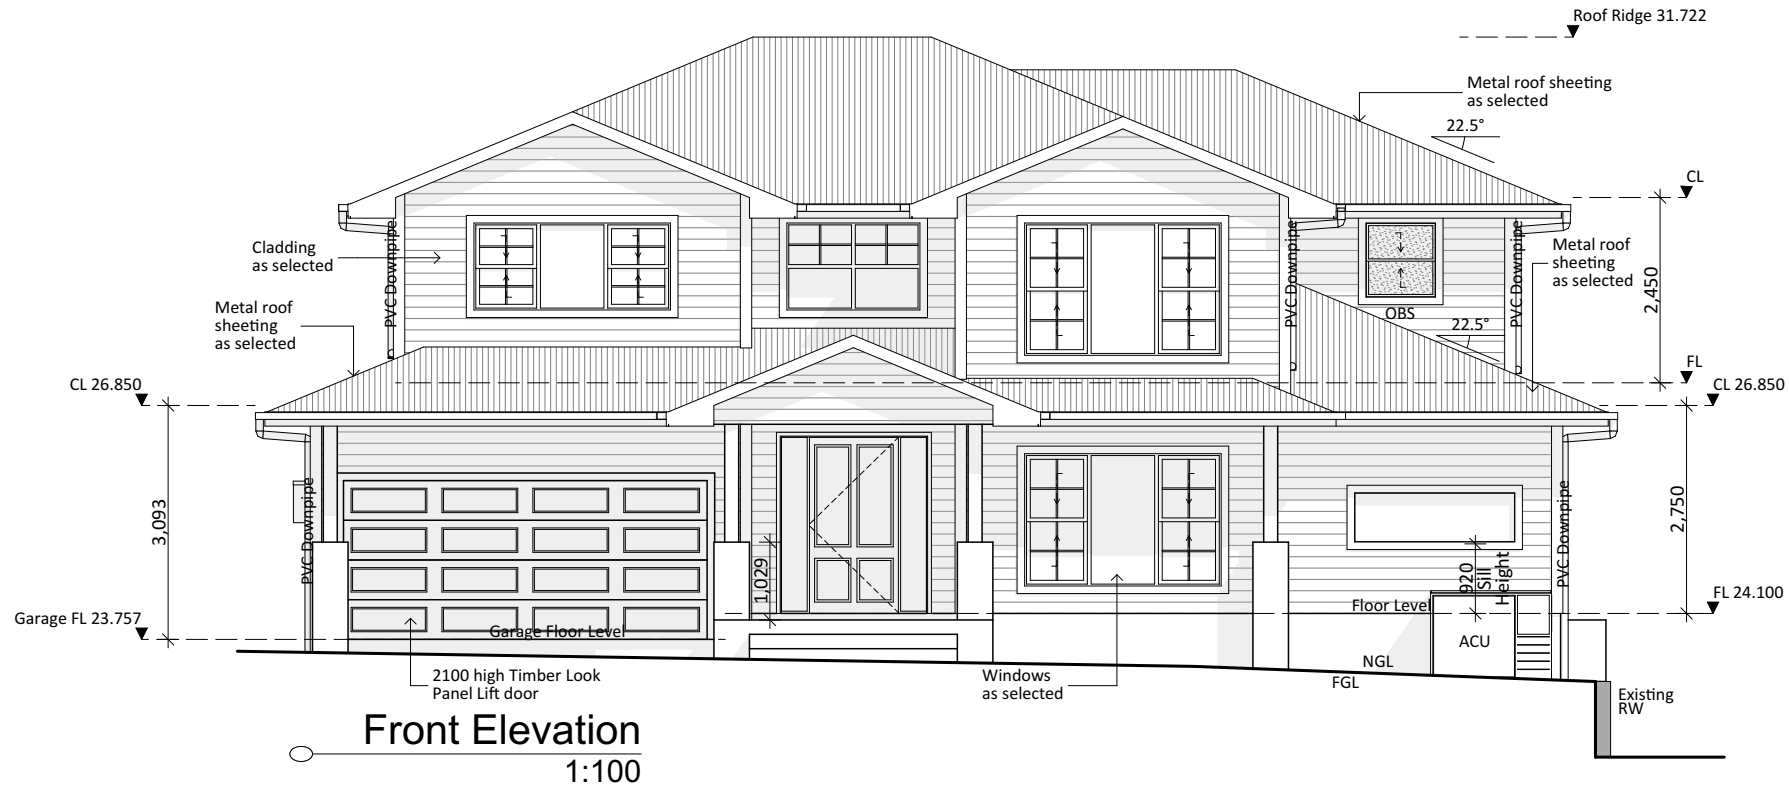 Roof Ridge 31.722
Metal roof sheeting
as selected
22.5°
CL
Cladding
as selected
PVC Downpipe
PVC Downpipe
PVC Downpipe
Metal roof
sheeting
as selected
2,450
Metal roof
sheeting
as selected
OBS
22.5°
FL
CL 26.850
CL 26.850
3,093
PVC Downpipe
1,029
920
Sill
Height
PVC Downpipe
2,750
Floor Level
FL 24.100
Garage FL 23.757
Garage Floor Level
ACU
NGL
FGL
2100 high Timber Look
Panel Lift door
Windows
as selected
Existing
RW
Front Elevation
1:100